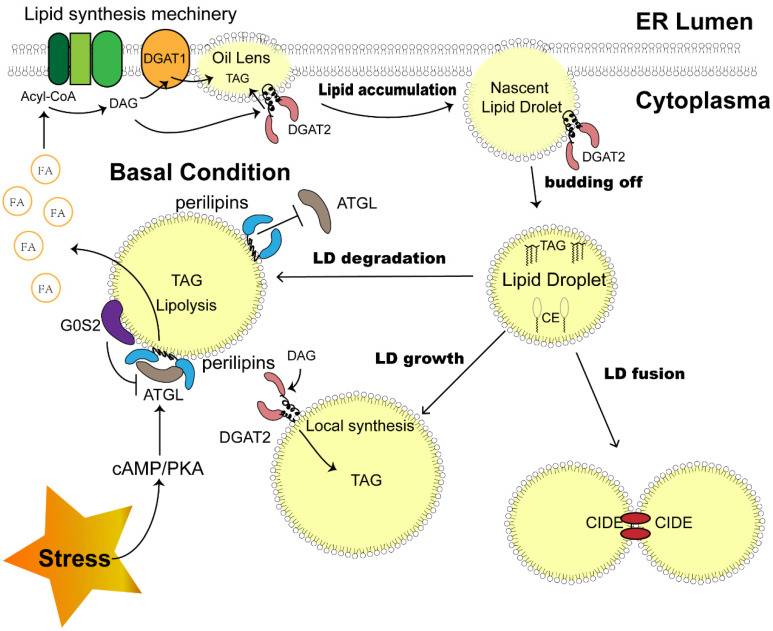 Lipid synthesis mechinery
ER Lumen
DGAT1
Oil Lens
TAG
Acyl-CoA
DAG
Lipid accumulation
DGAT2
Nascent
Lipid Drolet
DGAT2
Cytoplasma
FA
FA
FA
FA
FA
Basal Condition
budding off
perilipins
ATGL
TAG
Lipolysis
LD degradation
TAG
Lipid Droplet
CE
G0S2
perilipins
ATGL
DAG
LD growth
LD fusion
DGAT2
Local synthesis
TAG
cAMP/PKA
Stress
CIDE
CIDE